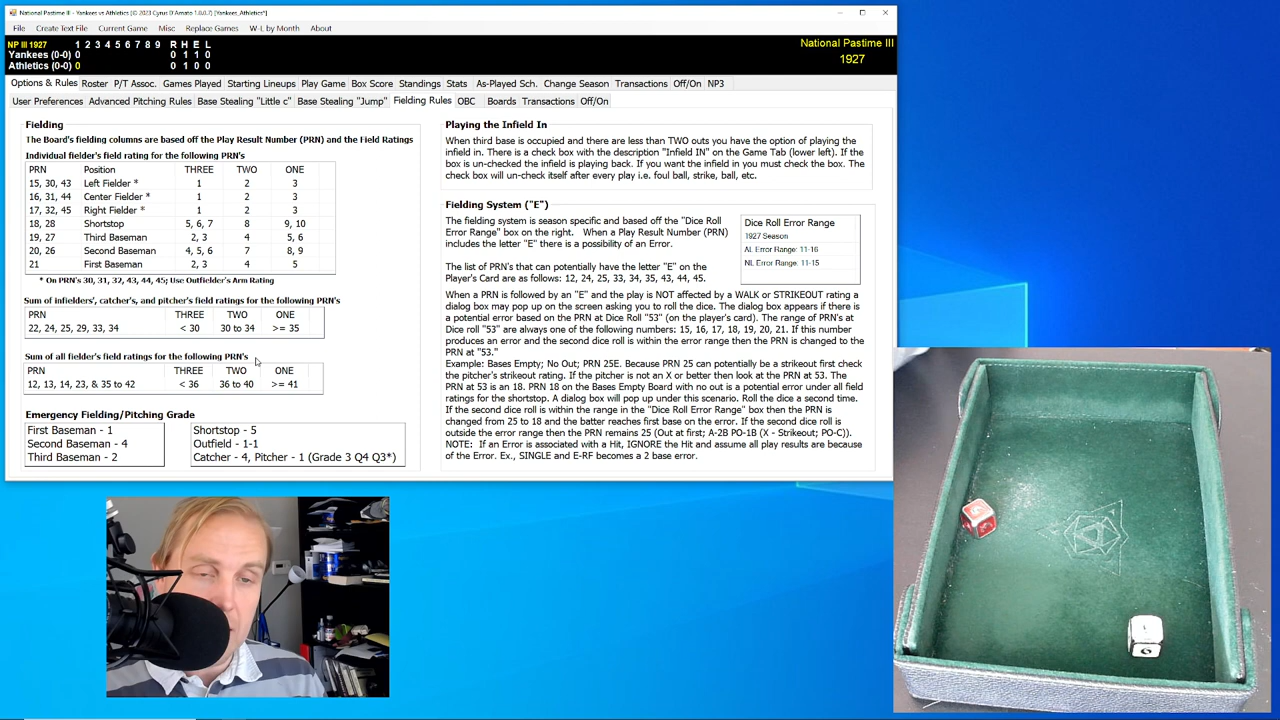 National Pastime III - Yankees vs Athletics (© 2023 Cyrus D'Amato 1.0.0.7) [Yankees_Athletics*]
File Create Text File Current Game Misc Replace Games W-L by Month About
NP III 1927 1 2 3 4 5 6 7 8 9 R H E L
Yankees (0-0) 0 0 1 1 0
Athletics (0-0) 0 0 1 1 0
National Pastime III
1927
Options & Rules Roster P/T Assoc. Games Played Starting Lineups Play Game Box Score Standings Stats As-Played Sch. Change Season Transactions Off/On NP3
User Preferences Advanced Pitching Rules Base Stealing "Little c" Base Stealing "Jump" Fielding Rules OBC Boards Transactions Off/On
Fielding
The Board's fielding columns are based off the Play Result Number (PRN) and the Field Ratings
Individual fielder's field rating for the following PRN's
PRN Position THREE TWO ONE
15, 30, 43 Left Fielder * 1 2 3
16, 31, 44 Center Fielder * 1 2 3
17, 32, 45 Right Fielder * 1 2 3
18, 28 Shortstop 5, 6, 7 8 9, 10
19, 27 Third Baseman 2, 3 4 5, 6
20, 26 Second Baseman 4, 5, 6 7 8, 9
21 First Baseman 2, 3 4 5
* On PRN's 30, 31, 32, 43, 44, 45; Use Outfielder's Arm Rating
Sum of infielders', catcher's, and pitcher's field ratings for the following PRN's
PRN THREE TWO ONE
22, 24, 25, 29, 33, 34 < 30 30 to 34 >= 35
Sum of all fielder's field ratings for the following PRN's
PRN THREE TWO ONE
12, 13, 14, 23, & 35 to 42 < 36 36 to 40 >= 41
Emergency Fielding/Pitching Grade
First Baseman - 1
Second Baseman - 4
Third Baseman - 2
Shortstop - 5
Outfield - 1-1
Catcher - 4, Pitcher - 1 (Grade 3 Q4 Q3*)
Playing the Infield In
When third base is occupied and there are less than TWO outs you have the option of playing the
infield in. There is a check box with the description "Infield IN" on the Game Tab (lower left). If the
box is un-checked the infield is playing back. If you want the infield in you must check the box. The
check box will un-check itself after every play i.e. foul ball, strike, ball, etc.
Fielding System ("E")
The fielding system is season specific and based off the "Dice Roll
Error Range" box on the right. When a Play Result Number (PRN)
includes the letter "E" there is a possibility of an Error.
Dice Roll Error Range
1927 Season
AL Error Range: 11-16
NL Error Range: 11-15
The list of PRN's that can potentially have the letter "E" on the
Player's Card are as follows: 12, 24, 25, 33, 34, 35, 43, 44, 45.
When a PRN is followed by an "E" and the play is NOT affected by a WALK or STRIKEOUT rating a
dialog box may pop up on the screen asking you to roll the dice. The dialog box appears if there is a
potential error based on the PRN at Dice Roll "53" (on the player's card). The range of PRN's at
Dice roll "53" are always one of the following numbers: 15, 16, 17, 18, 19, 20, 21. If this number
produces an error and the second dice roll is within the error range then the PRN is changed to the
PRN at "53."
Example: Bases Empty; No Out; PRN 25E. Because PRN 25 can potentially be a strikeout first check
the pitcher's strikeout rating. If the pitcher is not an X or better then look at the PRN at 53. The
PRN at 53 is an 18. PRN 18 on the Bases Empty Board with no out is a potential error under all field
ratings for the shortstop. A dialog box will pop up under this scenario. Roll the dice a second time.
If the second dice roll is within the range in the "Dice Roll Error Range" box then the PRN is
changed from 25 to 18 and the batter reaches first base on the error. If the second dice roll is
outside the error range then the PRN remains 25 (Out at first; A-2B PO-1B (X - Strikeout; PO-C)).
NOTE: If an Error is associated with a Hit, IGNORE the Hit and assume all play results are because
of the Error. Ex., SINGLE and E-RF becomes a 2 base error.